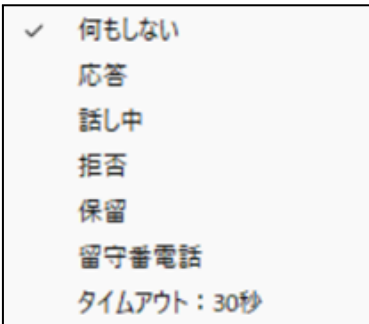 何もしない
応答
話し中
拒否
保留
留守番電話
タイムアウト：30秒